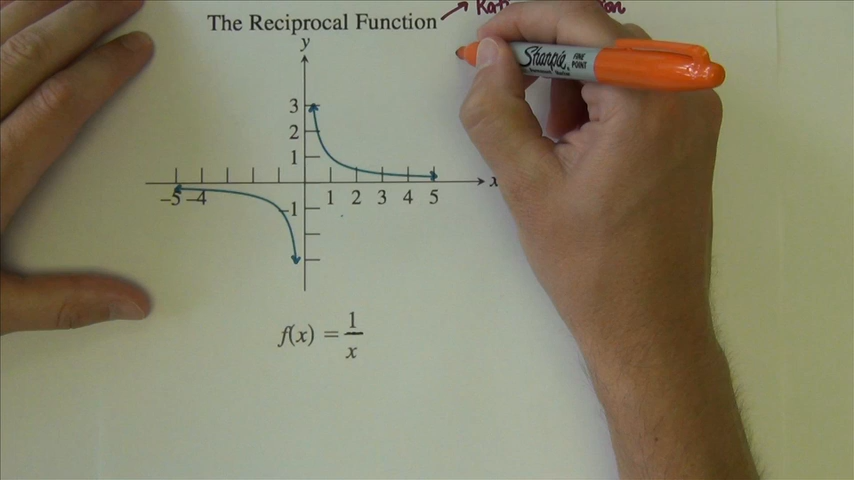 The Reciprocal Function
y
3
2
1
-1
-5 -4 1 2 3 4 5
x
f(x) = 1/x
Sharpie FINE POINT